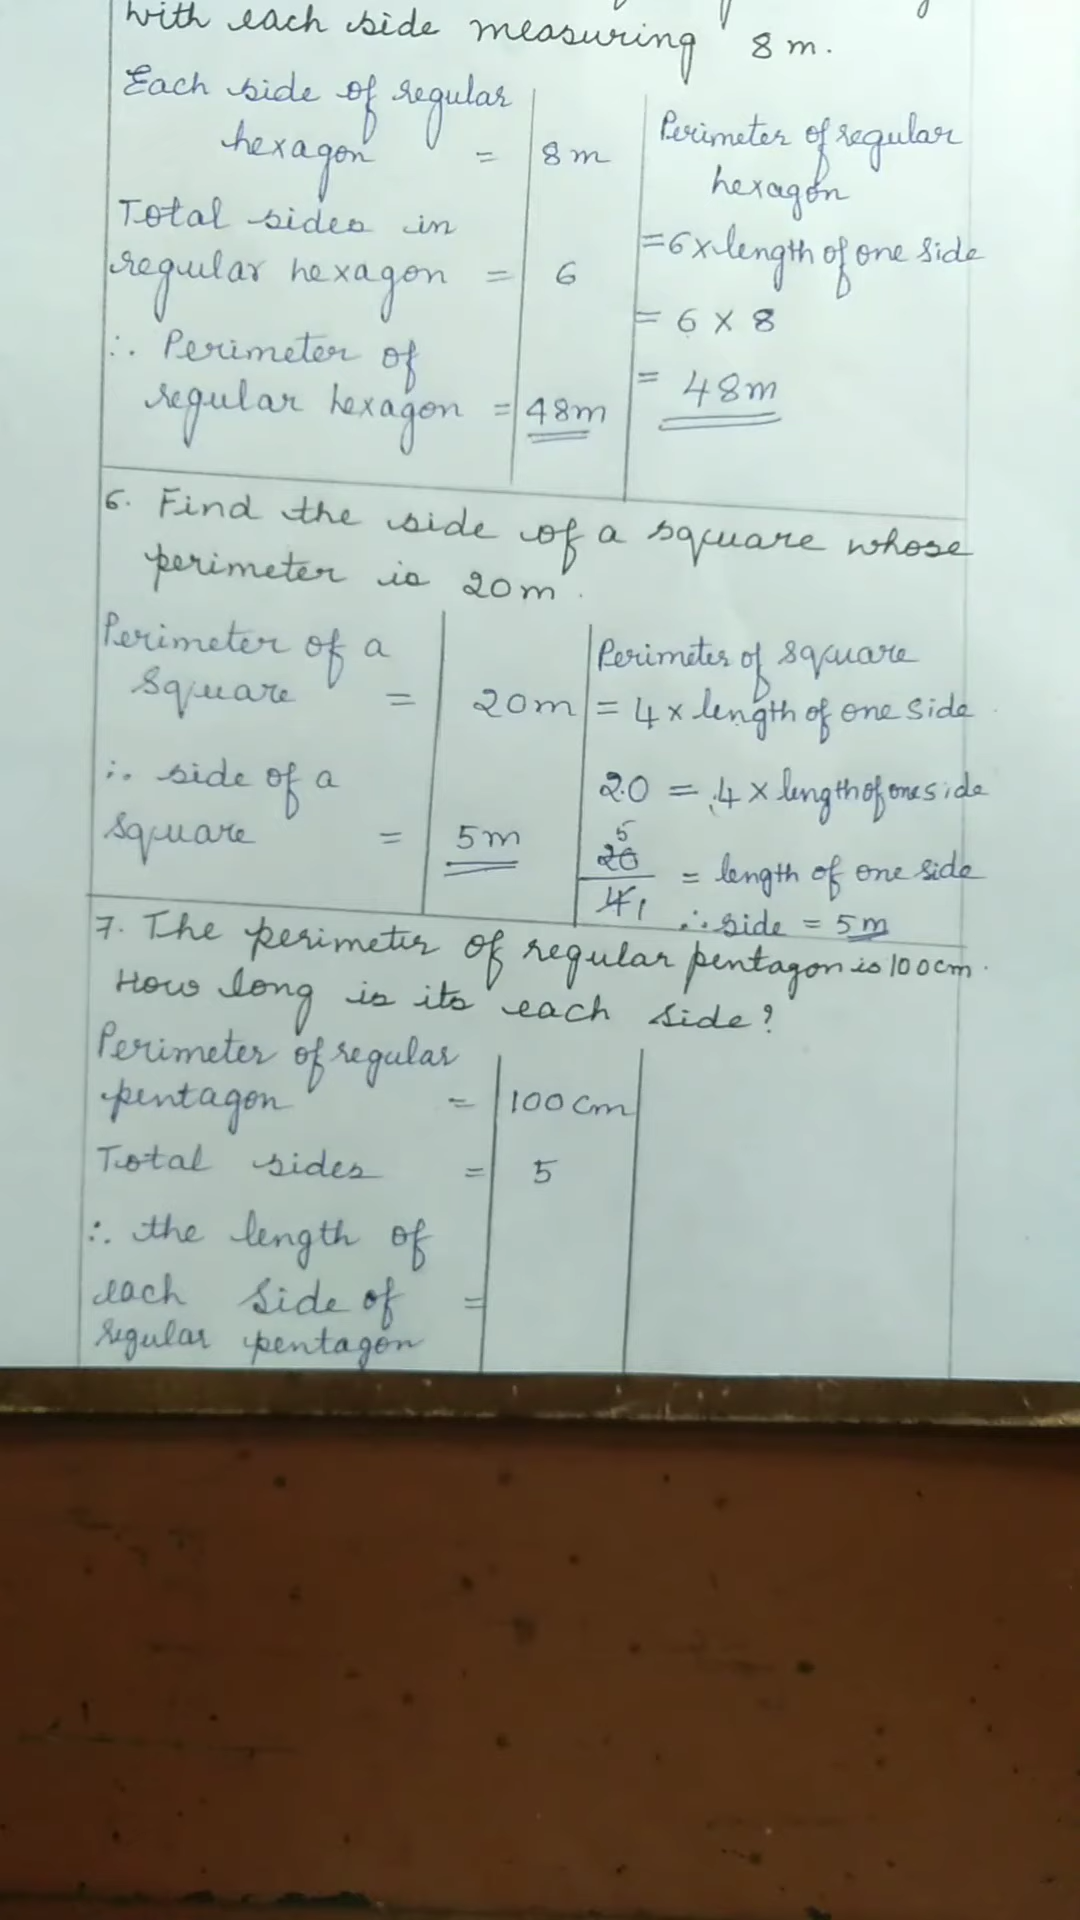 with each side measuring 8 m.
Each side of regular
hexagon = 8 m
Total sides in
regular hexagon = 6
∴ Perimeter of
regular hexagon = 48m
Perimeter of regular
hexagon
= 6 x length of one side
= 6 x 8
= 48m
6. Find the side of a square whose
perimeter is 20m.
Perimeter of a
Square = 20m
∴ side of a
square = 5m
Perimeter of square
= 4 x length of one side
20 = 4 x length of one side
5
20
/41 = length of one side
∴ side = 5m
7. The perimeter of regular pentagon is 100cm.
How long is its each side?
Perimeter of regular
pentagon = 100 cm
Total sides = 5
∴ the length of
each Side of =
regular pentagon